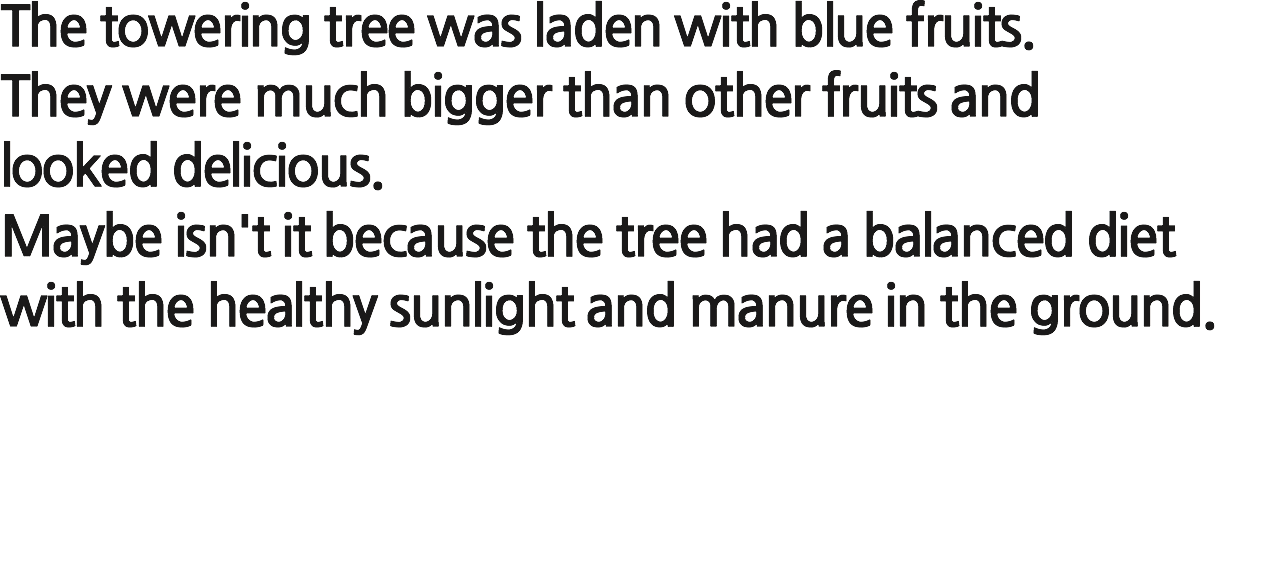 The towering tree was laden with blue fruits.
They were much bigger than other fruits and
looked delicious.
Maybe isn't it because the tree had a balanced diet
with the healthy sunlight and manure in the ground.